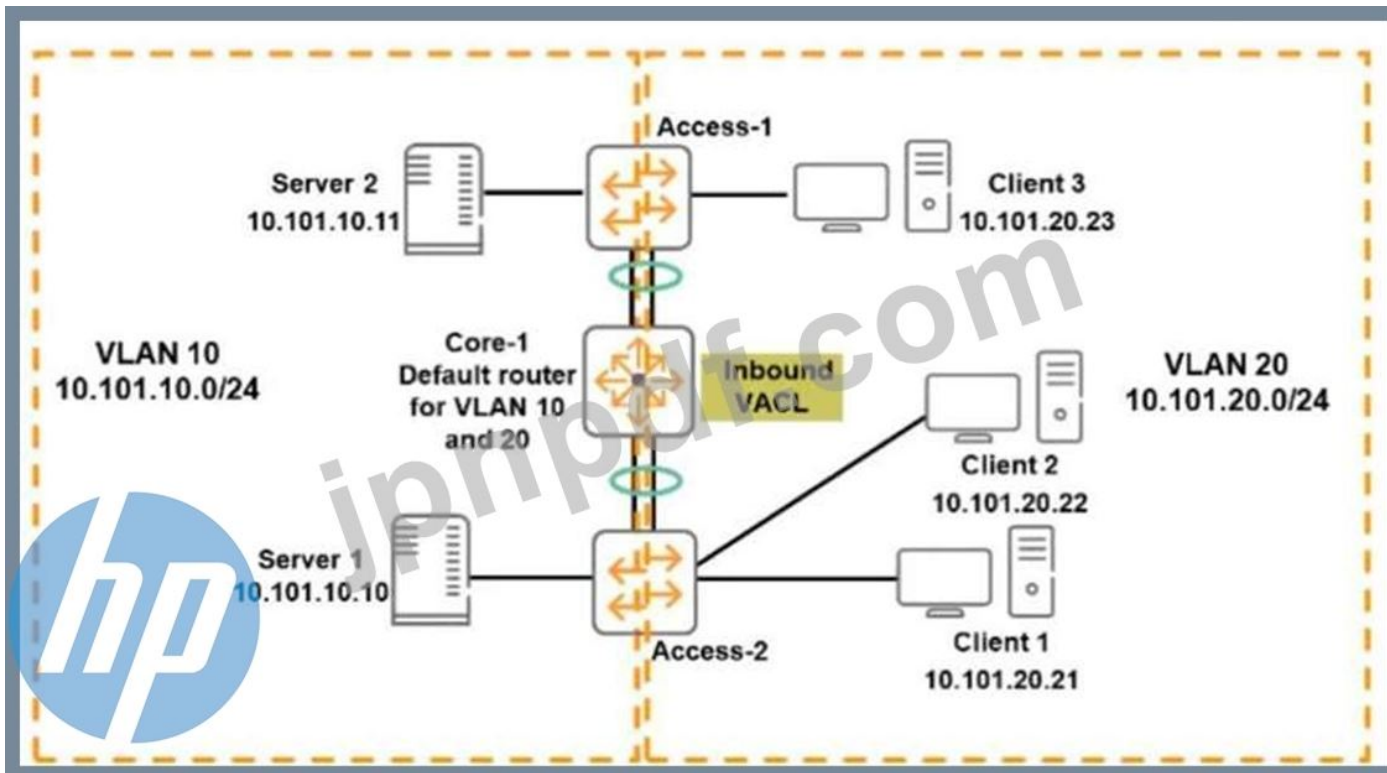 Access-1
Server 2
10.101.10.11
Client 3
10.101.20.23
VLAN 10
10.101.10.0/24
Core-1
Default router
for VLAN 10
and 20
Inbound
VACL
VLAN 20
10.101.20.0/24
Client 2
10.101.20.22
Server 1
10.101.10.10
Access-2
Client 1
10.101.20.21
hp
jpnpdf.com